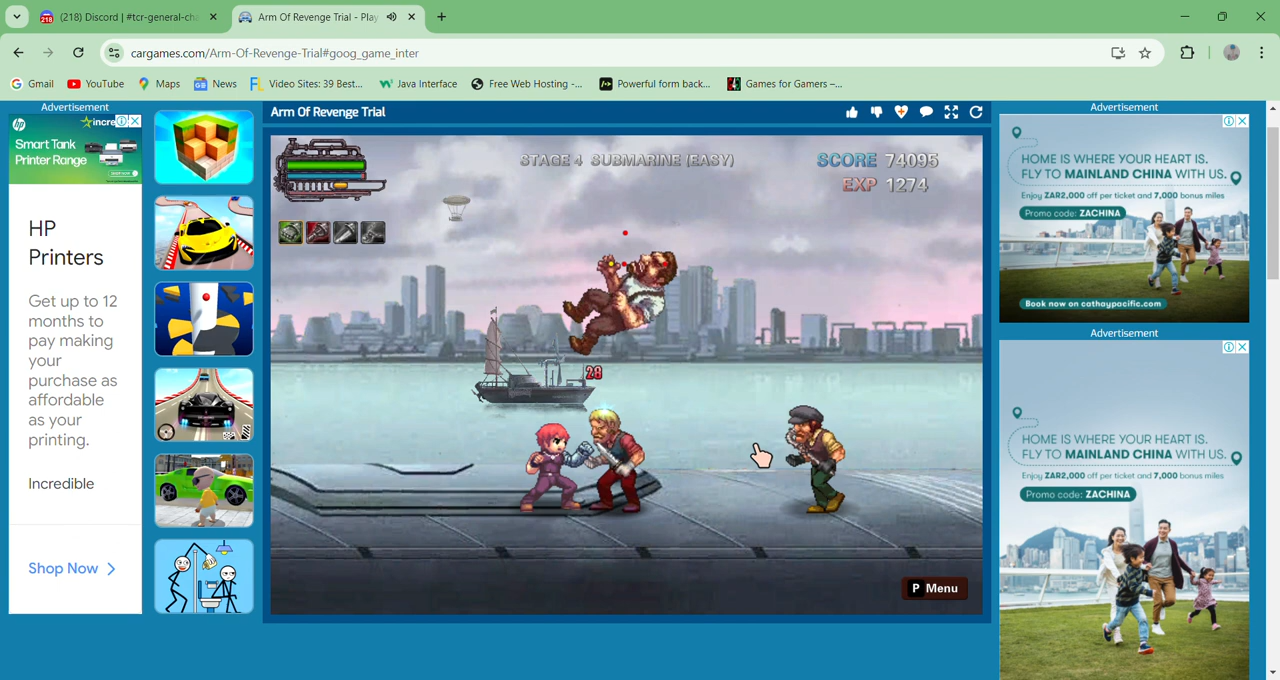 218
(218) Discord | #tcr-general-cha
Arm Of Revenge Trial - Play
cargames.com/Arm-Of-Revenge-Trial#goog_game_inter
Gmail
YouTube
Maps
News
Video Sites: 39 Best...
Java Interface
Free Web Hosting -...
Powerful form back...
Games for Gamers –...
Advertisement
hp
Smart Tank
Printer Range
HP
Printers
Get up to 12
months to
pay making
your
purchase as
affordable
as your
printing.
Incredible
Shop Now
Arm Of Revenge Trial
STAGE 4 SUBMARINE (EASY)
SCORE 74095
EXP 1274
28
P Menu
Advertisement
HOME IS WHERE YOUR HEART IS.
FLY TO MAINLAND CHINA WITH US.
Enjoy ZAR2,000 off per ticket and 7,000 bonus miles
Promo code: ZACHINA
Book now on cathaypacific.com
Advertisement
HOME IS WHERE YOUR HEART IS.
FLY TO MAINLAND CHINA WITH US.
Enjoy ZAR2,000 off per ticket and 7,000 bonus miles
Promo code: ZACHINA